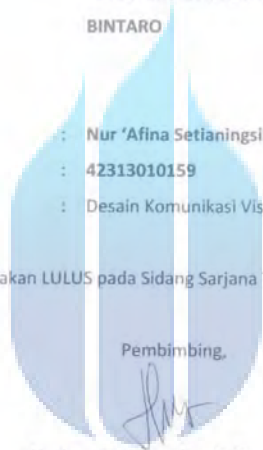 BINTARO
: Nur ‘Afina Setianingsi
: 42313010159
: Desain Komunikasi Vis
akan LULUS pada Sidang Sarjana
Pembimbing,